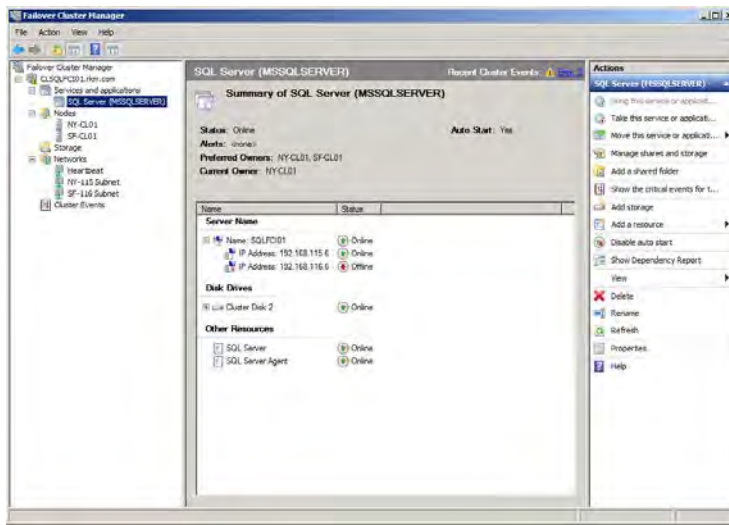 Failover Cluster Manager
File Action View Help
Failover Cluster Manager
CLSQLFCI01.rkm.com
Services and applications
SQL Server (MSSQLSERVER)
Nodes
NY-CL01
SF-CL01
Storage
Networks
Heartbeat
NY-115 Subnet
SF-116 Subnet
Cluster Events
SQL Server (MSSQLSERVER)
Recent Cluster Events:
Summary of SQL Server (MSSQLSERVER)
Status: Online
Auto Start: Yes
Alerts: <none>
Preferred Owners: NY-CL01, SF-CL01
Current Owner: NY-CL01
Name Status
Server Name
Name: SQLFCI01 Online
IP Address: 192.168.115.6 Online
IP Address: 192.168.116.6 Offline
Disk Drives
Cluster Disk 2 Online
Other Resources
SQL Server Online
SQL Server Agent Online
Actions
SQL Server (MSSQLSERVER)
Bring this service or applicat...
Take this service or applicati...
Move this service or applicat...
Manage shares and storage
Add a shared folder
Show the critical events for t...
Add storage
Add a resource
Disable auto start
Show Dependency Report
View
Delete
Rename
Refresh
Properties
Help